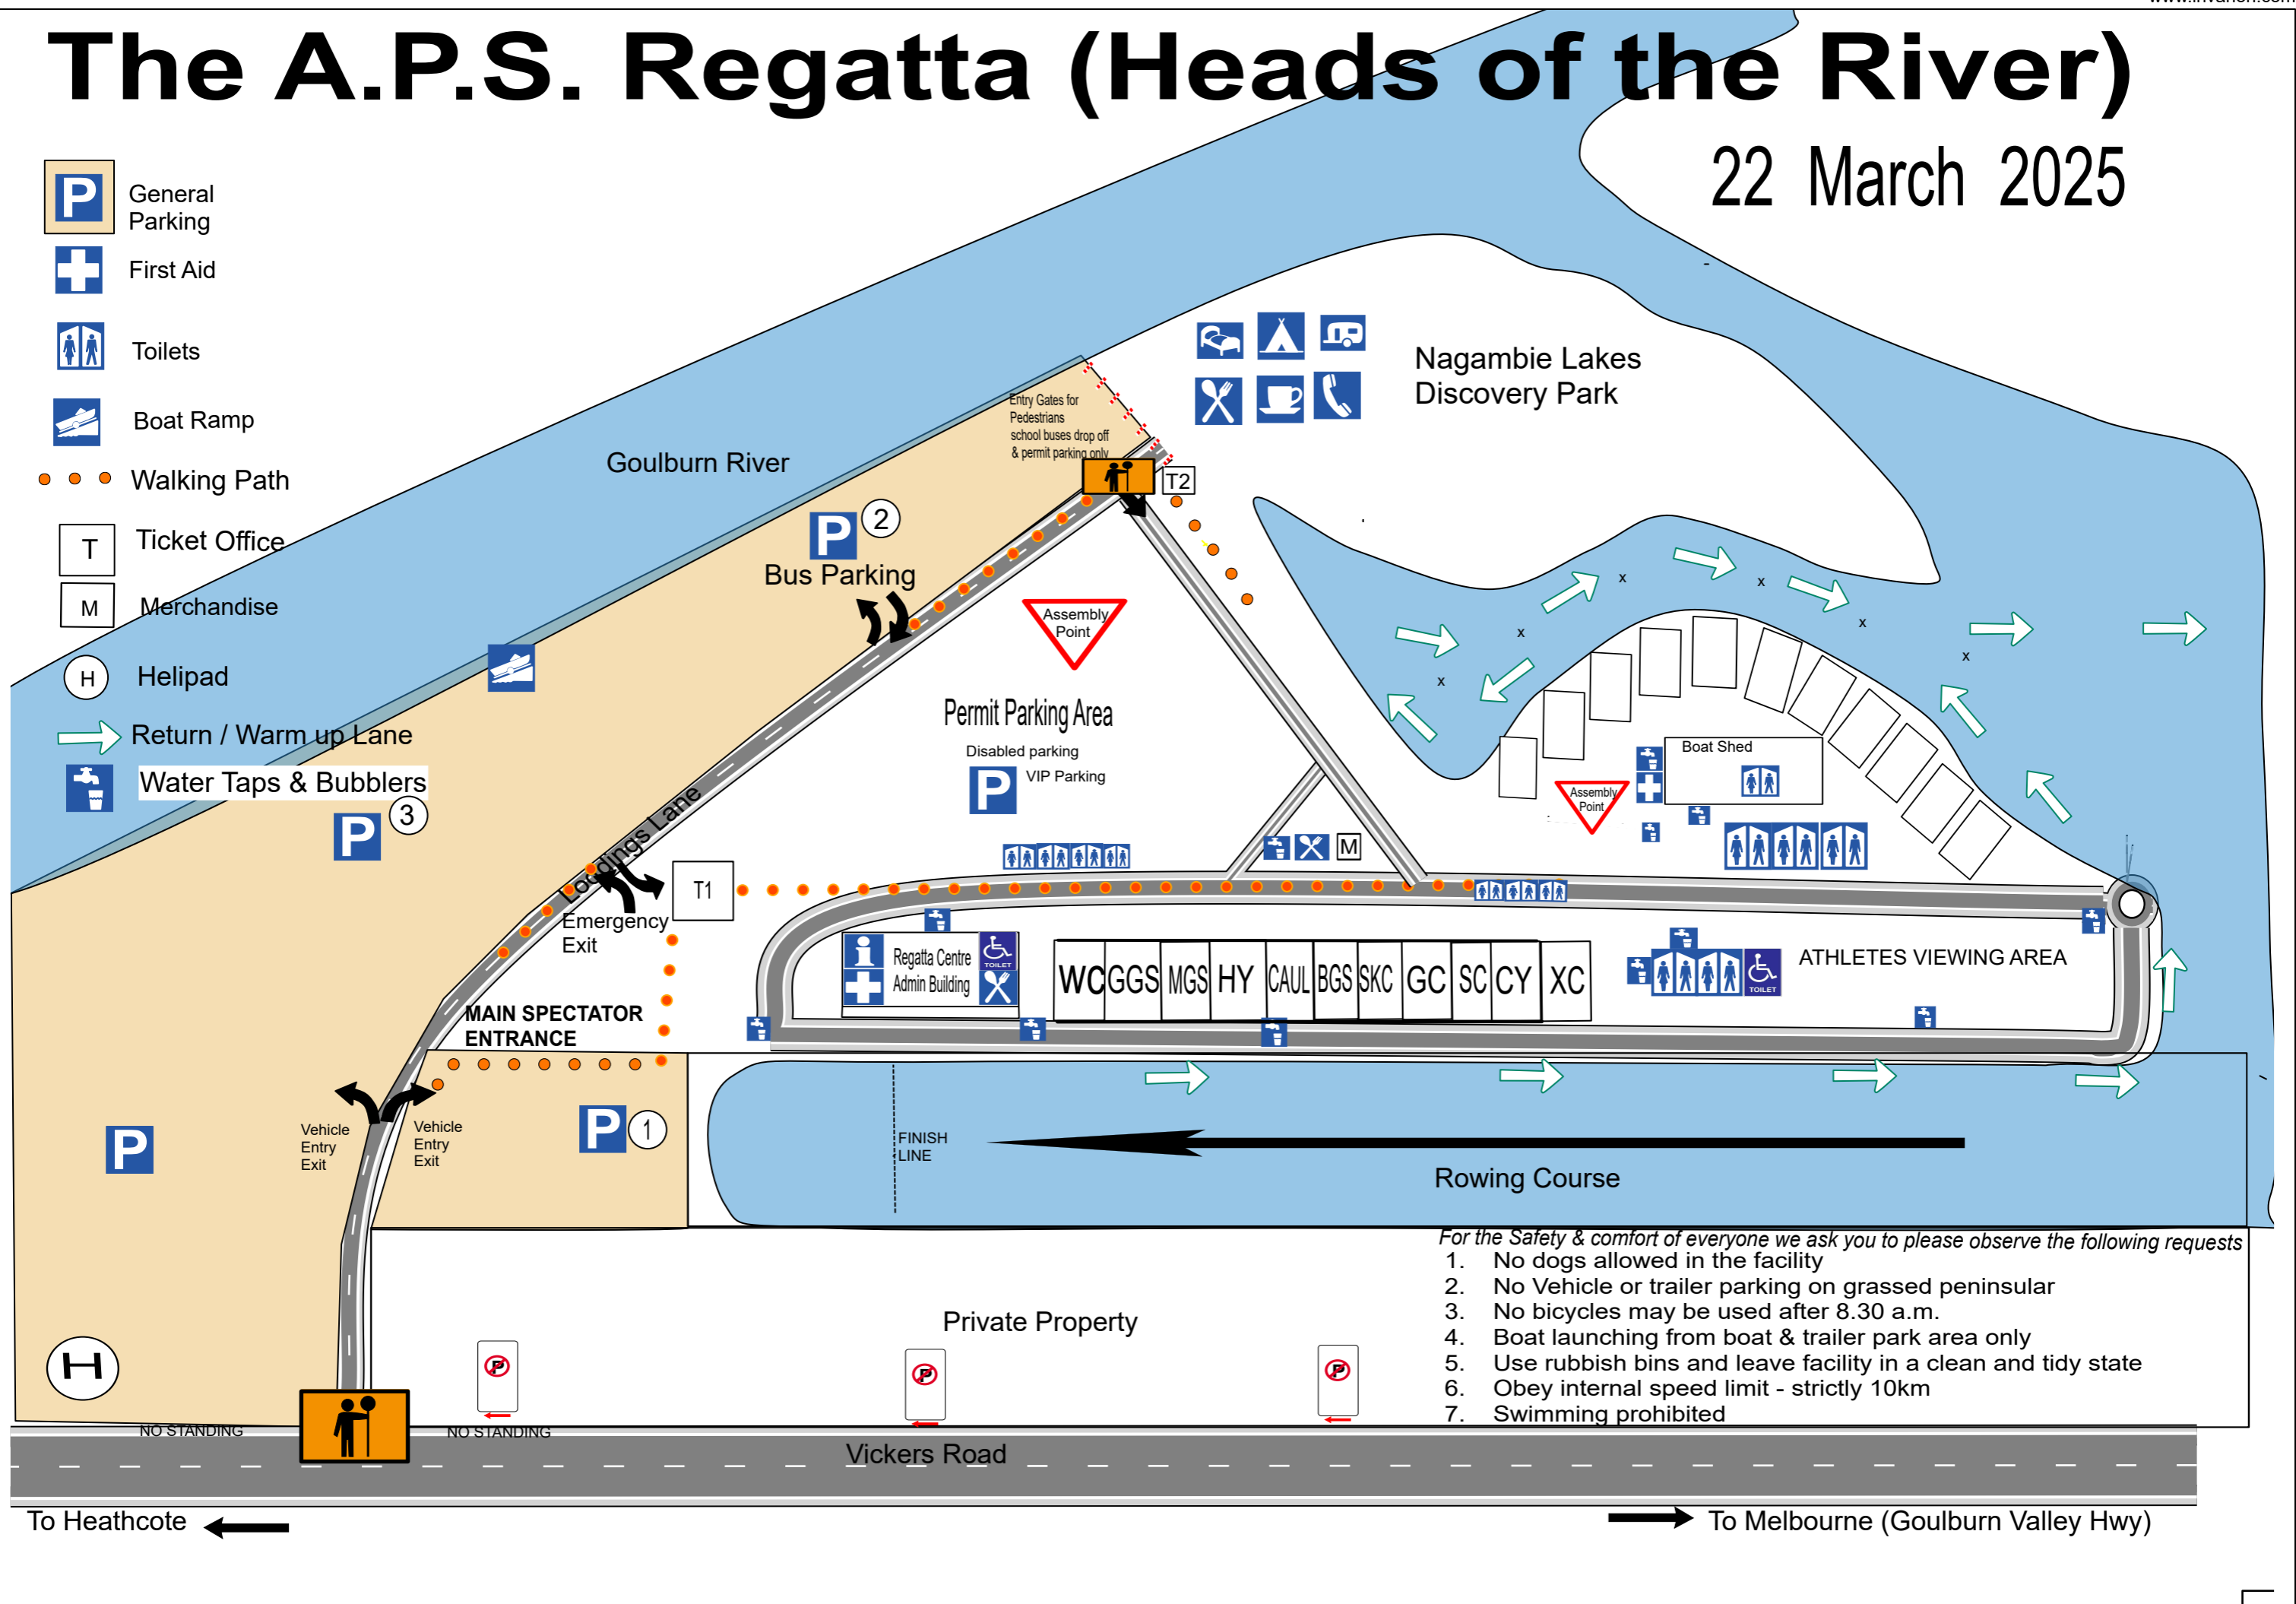 The A.P.S. Regatta (Heads of the River)
22 March 2025
P
General
Parking
First Aid
Toilets
Boat Ramp
Walking Path
T
Ticket Office
M
Merchandise
H
Helipad
Return / Warm up Lane
Water Taps & Bubblers
Goulburn River
Entry Gates for
Pedestrians
school buses drop off
& permit parking only
T2
Nagambie Lakes
Discovery Park
P
2
Bus Parking
Assembly
Point
Permit Parking Area
Disabled parking
P
VIP Parking
P
3
Loddings Lane
T1
Emergency
Exit
M
x
x
x
x
x
x
Boat Shed
Assembly
Point
Regatta Centre
Admin Building
TOILET
WC
GGS
MGS
HY
CAUL
BGS
SKC
GC
SC
CY
XC
TOILET
ATHLETES VIEWING AREA
MAIN SPECTATOR
ENTRANCE
P
Vehicle
Entry
Exit
Vehicle
Entry
Exit
P
1
FINISH
LINE
Rowing Course
For the Safety & comfort of everyone we ask you to please observe the following requests
1. No dogs allowed in the facility
2. No Vehicle or trailer parking on grassed peninsular
3. No bicycles may be used after 8.30 a.m.
4. Boat launching from boat & trailer park area only
5. Use rubbish bins and leave facility in a clean and tidy state
6. Obey internal speed limit - strictly 10km
7. Swimming prohibited
Private Property
H
P
P
P
NO STANDING
NO STANDING
Vickers Road
To Heathcote
To Melbourne (Goulburn Valley Hwy)